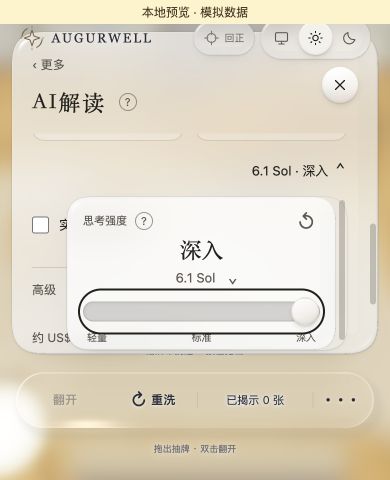 本地预览 · 模拟数据
AUGURWELL
回正
‹ 更多
AI解读 ?
6.1 Sol · 深入
思考强度 ?
深入
6.1 Sol
高级
约 US$
轻量 标准 深入
翻开 重洗 已揭示 0 张
拖出抽牌 · 双击翻开